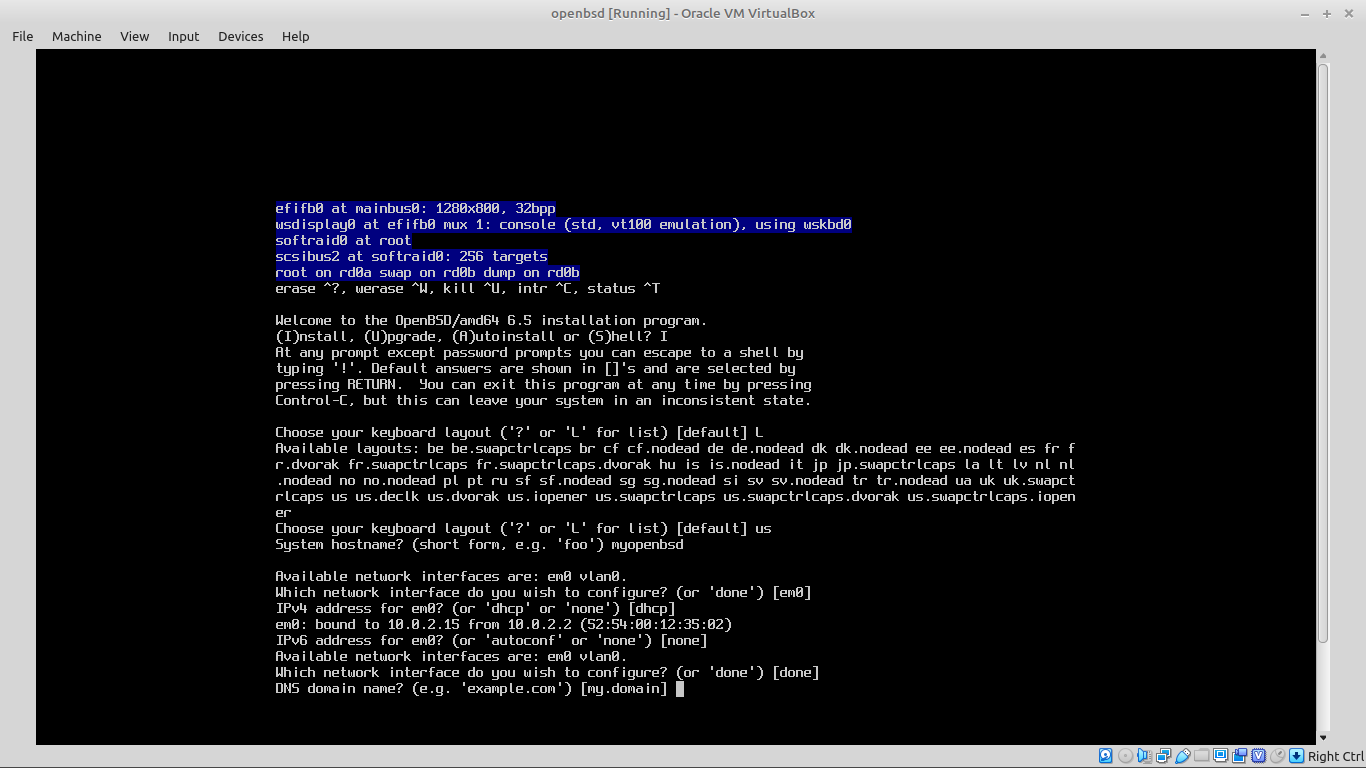 openbsd [Running] - Oracle VM VirtualBox
File Machine View Input Devices Help
efifb0 at mainbus0: 1280x800, 32bpp
wsdisplay0 at efifb0 mux 1: console (std, vt100 emulation), using wskbd0
softraid0 at root
scsibus2 at softraid0: 256 targets
root on rd0a swap on rd0b dump on rd0b
erase ^?, werase ^W, kill ^U, intr ^C, status ^T
Welcome to the OpenBSD/amd64 6.5 installation program.
(I)nstall, (U)pgrade, (A)utoinstall or (S)hell? I
At any prompt except password prompts you can escape to a shell by
typing '!'. Default answers are shown in []'s and are selected by
pressing RETURN.  You can exit this program at any time by pressing
Control-C, but this can leave your system in an inconsistent state.
Choose your keyboard layout ('?' or 'L' for list) [default] L
Available layouts: be be.swapctrlcaps br cf cf.nodead de de.nodead dk dk.nodead ee ee.nodead es fr f
r.dvorak fr.swapctrlcaps fr.swapctrlcaps.dvorak hu is is.nodead it jp jp.swapctrlcaps la lt lv nl nl
.nodead no no.nodead pl pt ru sf sf.nodead sg sg.nodead si sv sv.nodead tr tr.nodead ua uk uk.swapct
rlcaps us us.declk us.dvorak us.iopener us.swapctrlcaps us.swapctrlcaps.dvorak us.swapctrlcaps.iopen
er
Choose your keyboard layout ('?' or 'L' for list) [default] us
System hostname? (short form, e.g. 'foo') myopenbsd
Available network interfaces are: em0 vlan0.
Which network interface do you wish to configure? (or 'done') [em0]
IPv4 address for em0? (or 'dhcp' or 'none') [dhcp]
em0: bound to 10.0.2.15 from 10.0.2.2 (52:54:00:12:35:02)
IPv6 address for em0? (or 'autoconf' or 'none') [none]
Available network interfaces are: em0 vlan0.
Which network interface do you wish to configure? (or 'done') [done]
DNS domain name? (e.g. 'example.com') [my.domain]
Right Ctrl